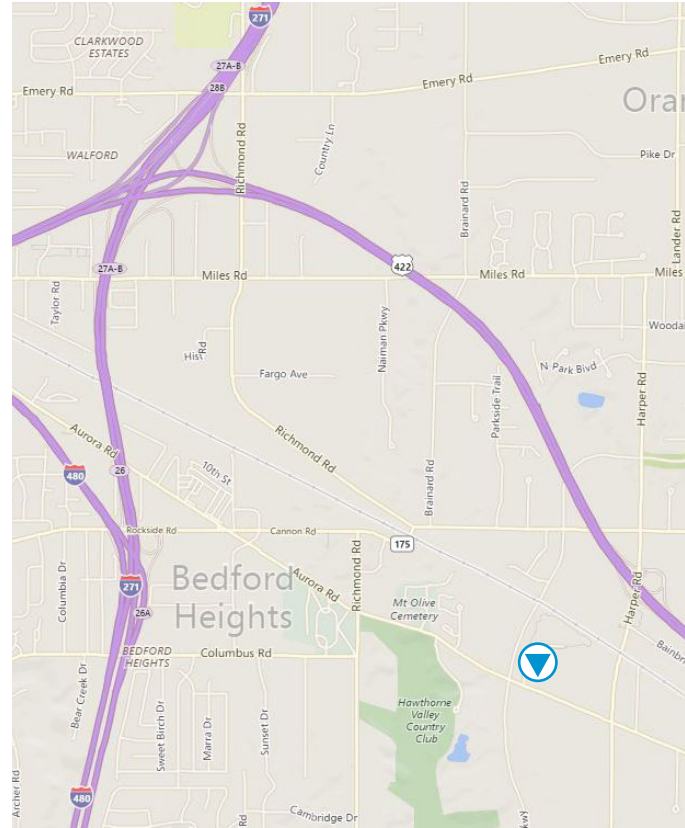 271
CLARKWOOD
ESTATES
27A-B
28B
Emery Rd
Emery Rd
Emery Rd
Oran
Richmond Rd
Country Ln
WALFORD
Pike Dr
Brainard Rd
Lander Rd
27A-B
422
Miles Rd
Miles Rd
Miles
Taylor Rd
Naiman Pkwy
Wooda
His
Rd
Fargo Ave
N Park Blvd
Parkside Trail
Harper Rd
Aurora Rd
Richmond Rd
480
26
10th St
Brainard Rd
Rockside Rd
Cannon Rd
175
Columbia Dr
271
Bedford
Heights
Aurora Rd
Richmond Rd
Harper Rd
26A
Mt Olive
Cemetery
BEDFORD
HEIGHTS
Columbus Rd
Bainb
Bear Creek Dr
Sweet Birch Dr
Marra Dr
Sunset Dr
Hawthorne
Valley
Country
Club
480
Archer Rd
Cambridge Dr
kwy